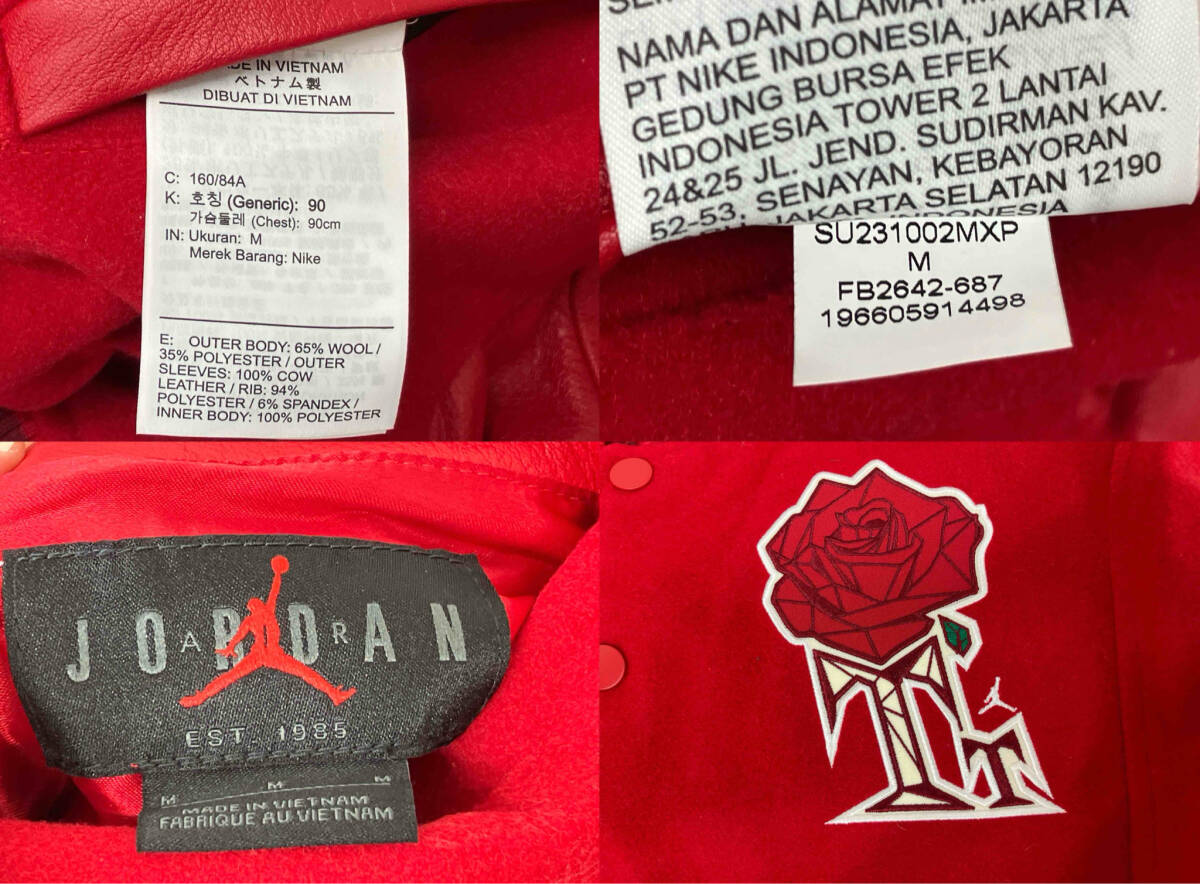 IN VIETNAM
ベトナム製
DIBUAT DI VIETNAM
C: 160/84A
K: 호칭 (Generic): 90
가슴둘레 (Chest): 90cm
IN: Ukuran: M
Merek Barang: Nike
E: OUTER BODY: 65% WOOL /
35% POLYESTER / OUTER
SLEEVES: 100% COW
LEATHER / RIB: 94%
POLYESTER / 6% SPANDEX /
INNER BODY: 100% POLYESTER
NAMA DAN ALAMAT
PT NIKE INDONESIA, JAKARTA
GEDUNG BURSA EFEK
INDONESIA TOWER 2 LANTAI
24&25 JL. JEND. SUDIRMAN KAV.
52-53, SENAYAN, KEBAYORAN
JAKARTA SELATAN 12190
INDONESIA
SU231002MXP
M
FB2642-687
196605914498
JORDAN
AIR
EST. 1985
M M M
MADE IN VIETNAM
FABRIQUE AU VIETNAM